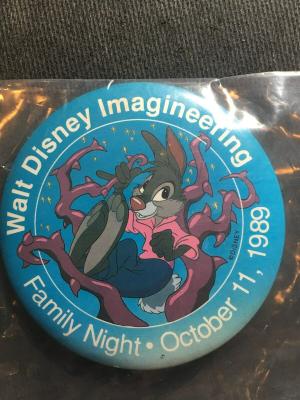 Walt Disney Imagineering
Family Night • October 11, 1989
©DISNEY